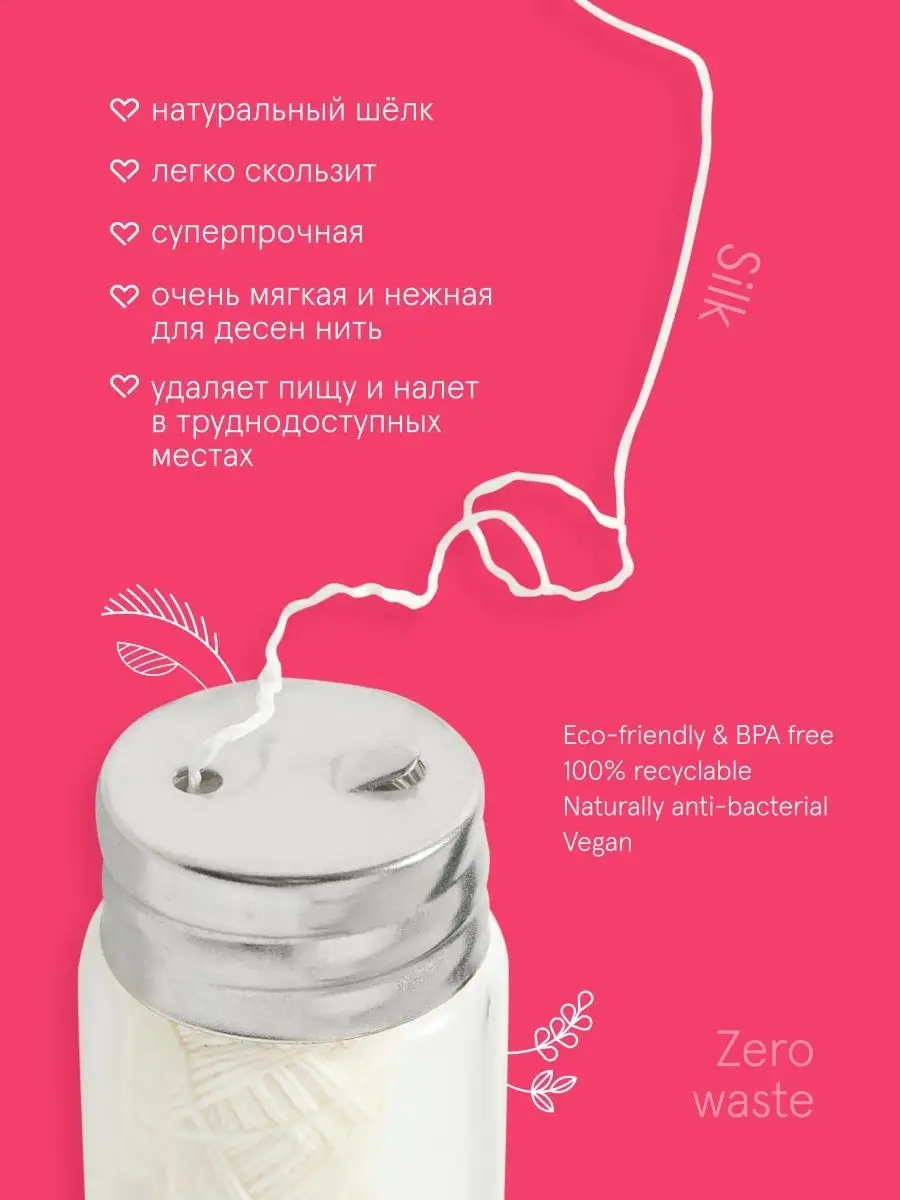 натуральный шёлк
легко скользит
суперпрочная
очень мягкая и нежная
для десен нить
удаляет пищу и налет
в труднодоступных
местах
Silk
Eco-friendly & BPA free
100% recyclable
Naturally anti-bacterial
Vegan
Zero
waste